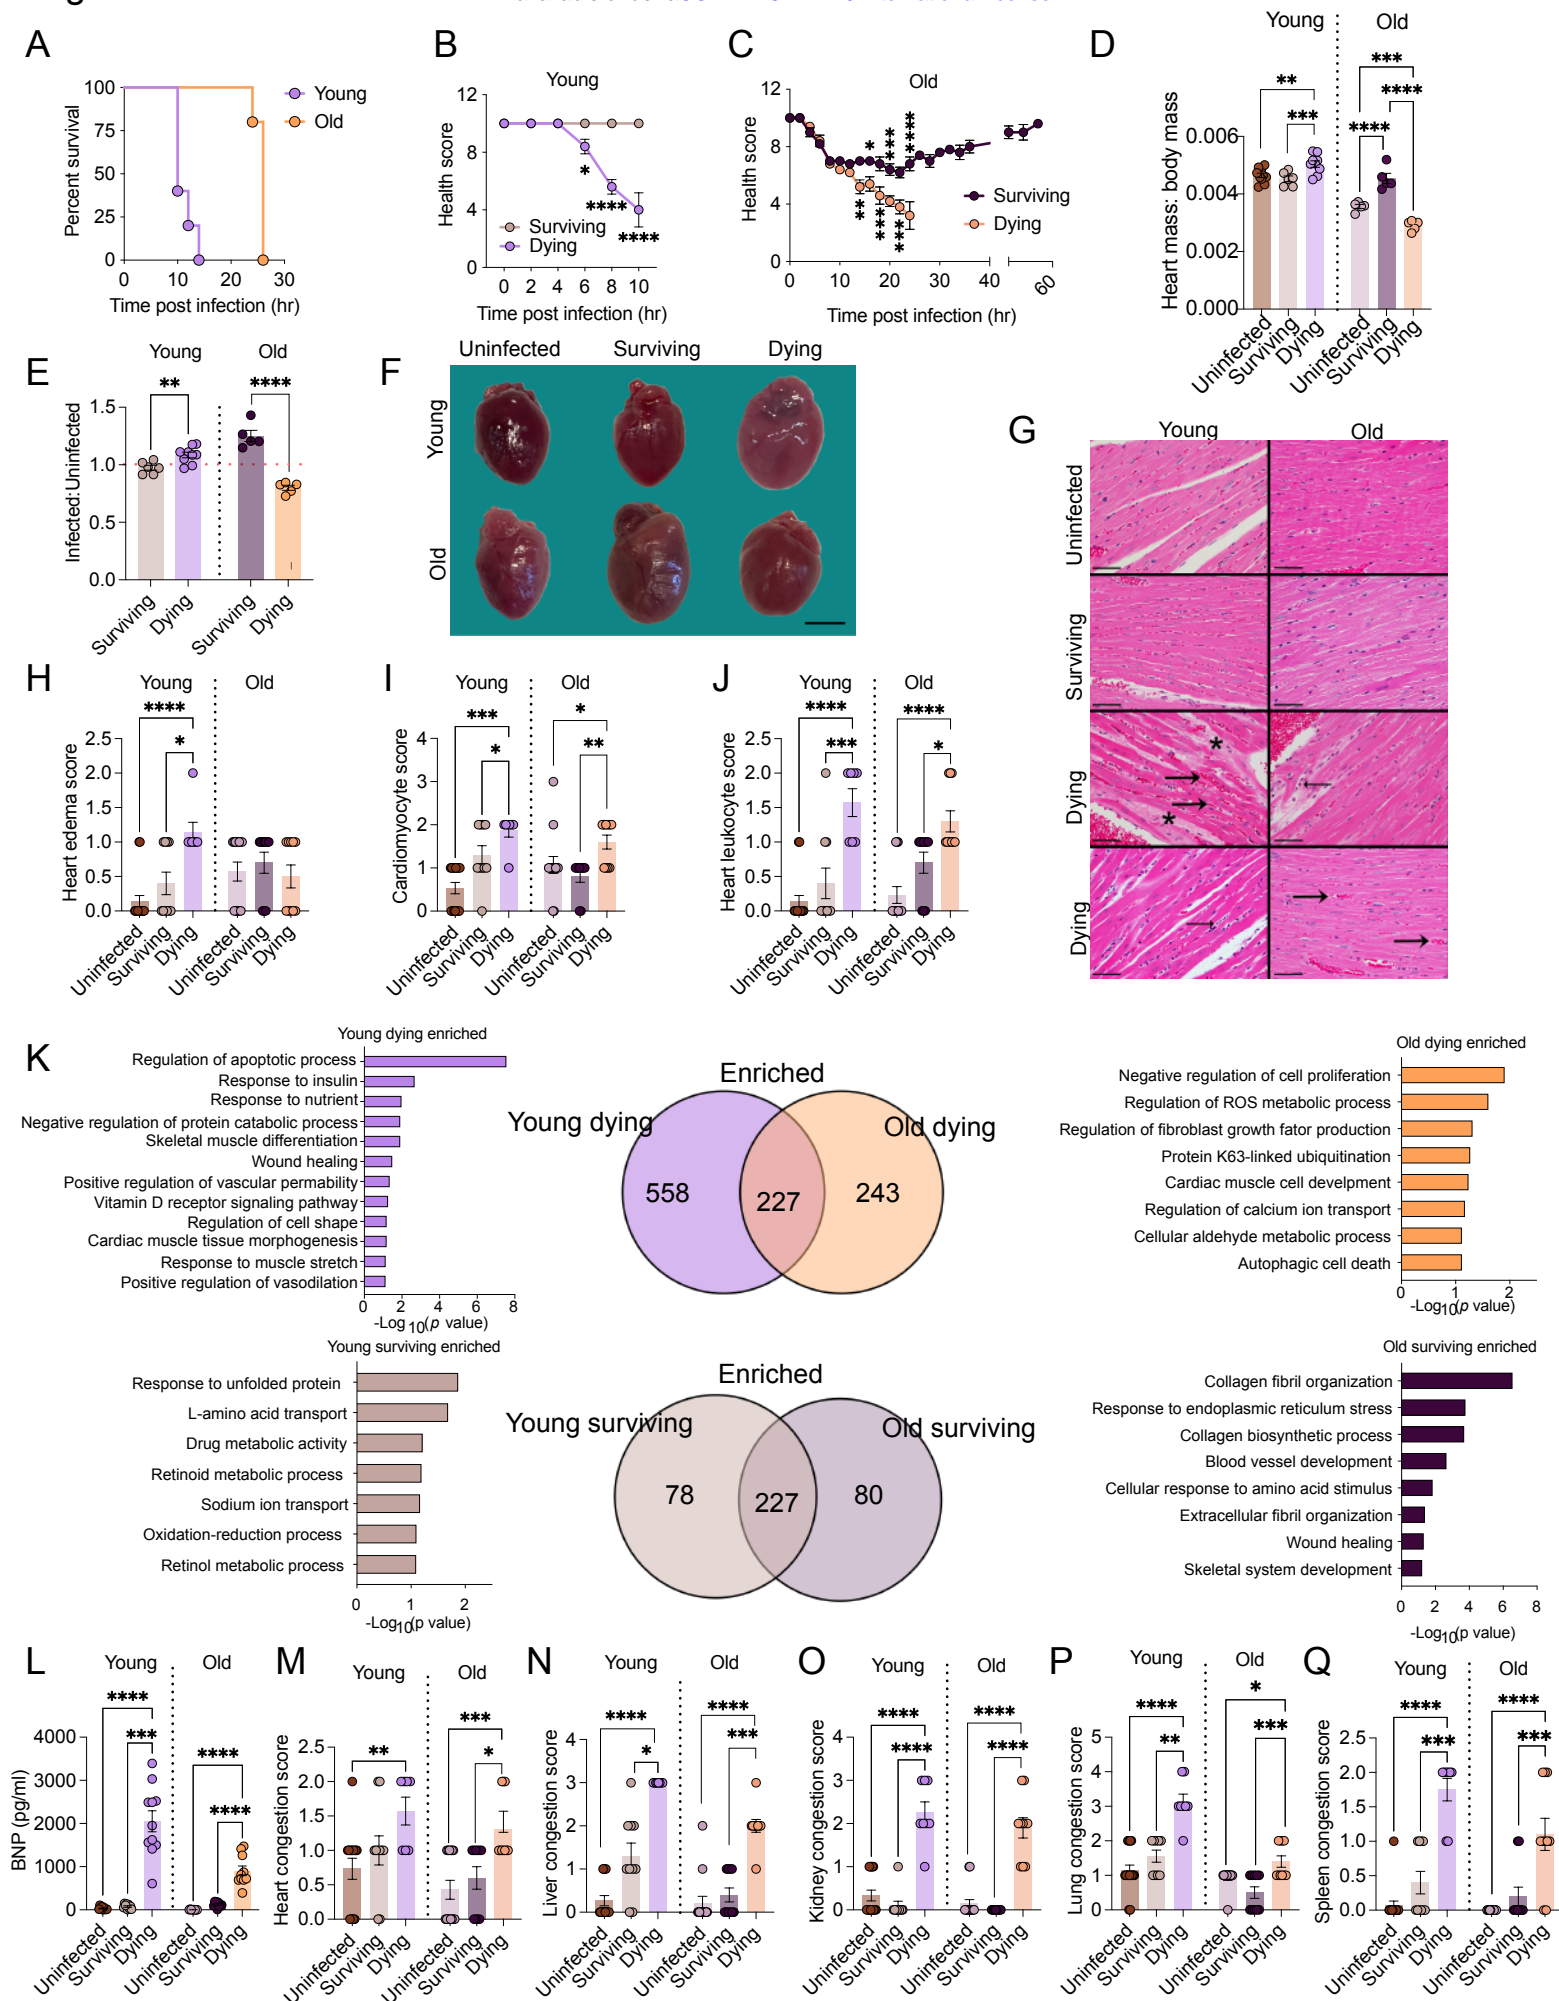 A
100
75
50
25
0
Percent survival
0
10
20
30
Time post infection (hr)
Young
Old
B
Young
12
8
4
0
Health score
*
****
****
Surviving
Dying
0 2 4 6 8 10
Time post infection (hr)
C
Old
12
8
4
0
Health score
*
***
****
**
***
***
Surviving
Dying
0 10 20 30 40 60
Time post infection (hr)
D
Young Old
**
***
***
****
****
0.006
0.004
0.002
0.000
Heart mass: body mass
Uninfected
Surviving
Dying
Uninfected
Surviving
Dying
E
Young Old
** ****
1.5
1.0
0.5
0.0
Infected:Uninfected
Surviving
Dying
Surviving
Dying
F
Uninfected Surviving Dying
Young
Old
G
Young Old
Uninfected
Surviving
Dying
Dying
*
*
H
Young Old
****
*
2.5
2.0
1.5
1.0
0.5
0.0
Heart edema score
Uninfected
Surviving
Dying
Uninfected
Surviving
Dying
I
Young Old
***
*
*
**
4
3
2
1
0
Cardiomyocyte score
Uninfected
Surviving
Dying
Uninfected
Surviving
Dying
J
Young Old
****
***
****
*
2.5
2.0
1.5
1.0
0.5
0.0
Heart leukocyte score
Uninfected
Surviving
Dying
Uninfected
Surviving
Dying
K
Young dying enriched
Regulation of apoptotic process
Response to insulin
Response to nutrient
Negative regulation of protein catabolic process
Skeletal muscle differentiation
Wound healing
Positive regulation of vascular permability
Vitamin D receptor signaling pathway
Regulation of cell shape
Cardiac muscle tissue morphogenesis
Response to muscle stretch
Positive regulation of vasodilation
0 2 4 6 8
-Log10(p value)
Enriched
Young dying
Old dying
558 227 243
Old dying enriched
Negative regulation of cell proliferation
Regulation of ROS metabolic process
Regulation of fibroblast growth fator production
Protein K63-linked ubiquitination
Cardiac muscle cell develpment
Regulation of calcium ion transport
Cellular aldehyde metabolic process
Autophagic cell death
0 1 2
-Log10(p value)
Young surviving enriched
Response to unfolded protein
L-amino acid transport
Drug metabolic activity
Retinoid metabolic process
Sodium ion transport
Oxidation-reduction process
Retinol metabolic process
0 1 2
-Log10(p value)
Enriched
Young surviving
Old surviving
78 227 80
Old surviving enriched
Collagen fibril organization
Response to endoplasmic reticulum stress
Collagen biosynthetic process
Blood vessel development
Cellular response to amino acid stimulus
Extracellular fibril organization
Wound healing
Skeletal system development
0 2 4 6 8
-Log10(p value)
L
Young Old
****
***
****
****
4000
3000
2000
1000
0
BNP (pg/ml)
Uninfected
Surviving
Dying
Uninfected
Surviving
Dying
M
Young Old
**
***
*
2.5
2.0
1.5
1.0
0.5
0.0
Heart congestion score
Uninfected
Surviving
Dying
Uninfected
Surviving
Dying
N
Young Old
****
*
****
***
4
3
2
1
0
Liver congestion score
Uninfected
Surviving
Dying
Uninfected
Surviving
Dying
O
Young Old
****
****
****
****
4
3
2
1
0
Kidney congestion score
Uninfected
Surviving
Dying
Uninfected
Surviving
Dying
P
Young Old
****
**
*
***
5
4
3
2
1
0
Lung congestion score
Uninfected
Surviving
Dying
Uninfected
Surviving
Dying
Q
Young Old
****
***
****
***
2.5
2.0
1.5
1.0
0.5
0.0
Spleen congestion score
Uninfected
Surviving
Dying
Uninfected
Surviving
Dying